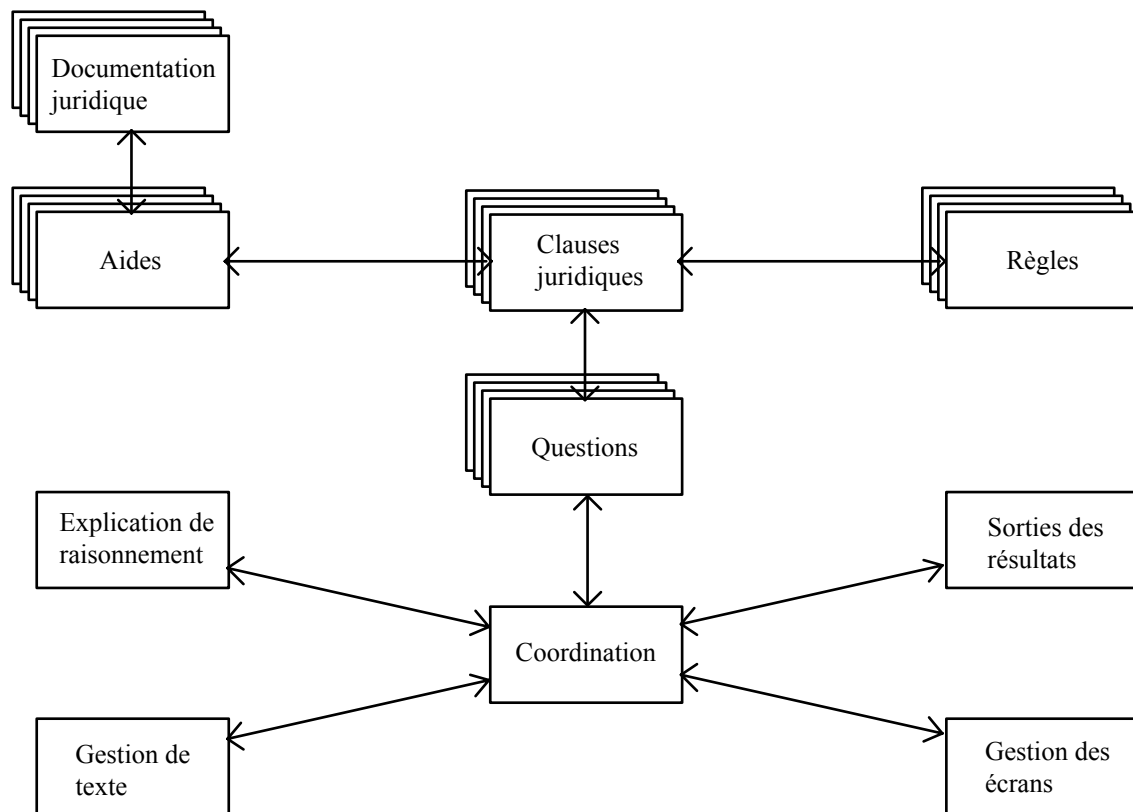 Documentation
juridique
Aides
Clauses
juridiques
Règles
Questions
Explication de
raisonnement
Sorties des
résultats
Coordination
Gestion de
texte
Gestion des
écrans